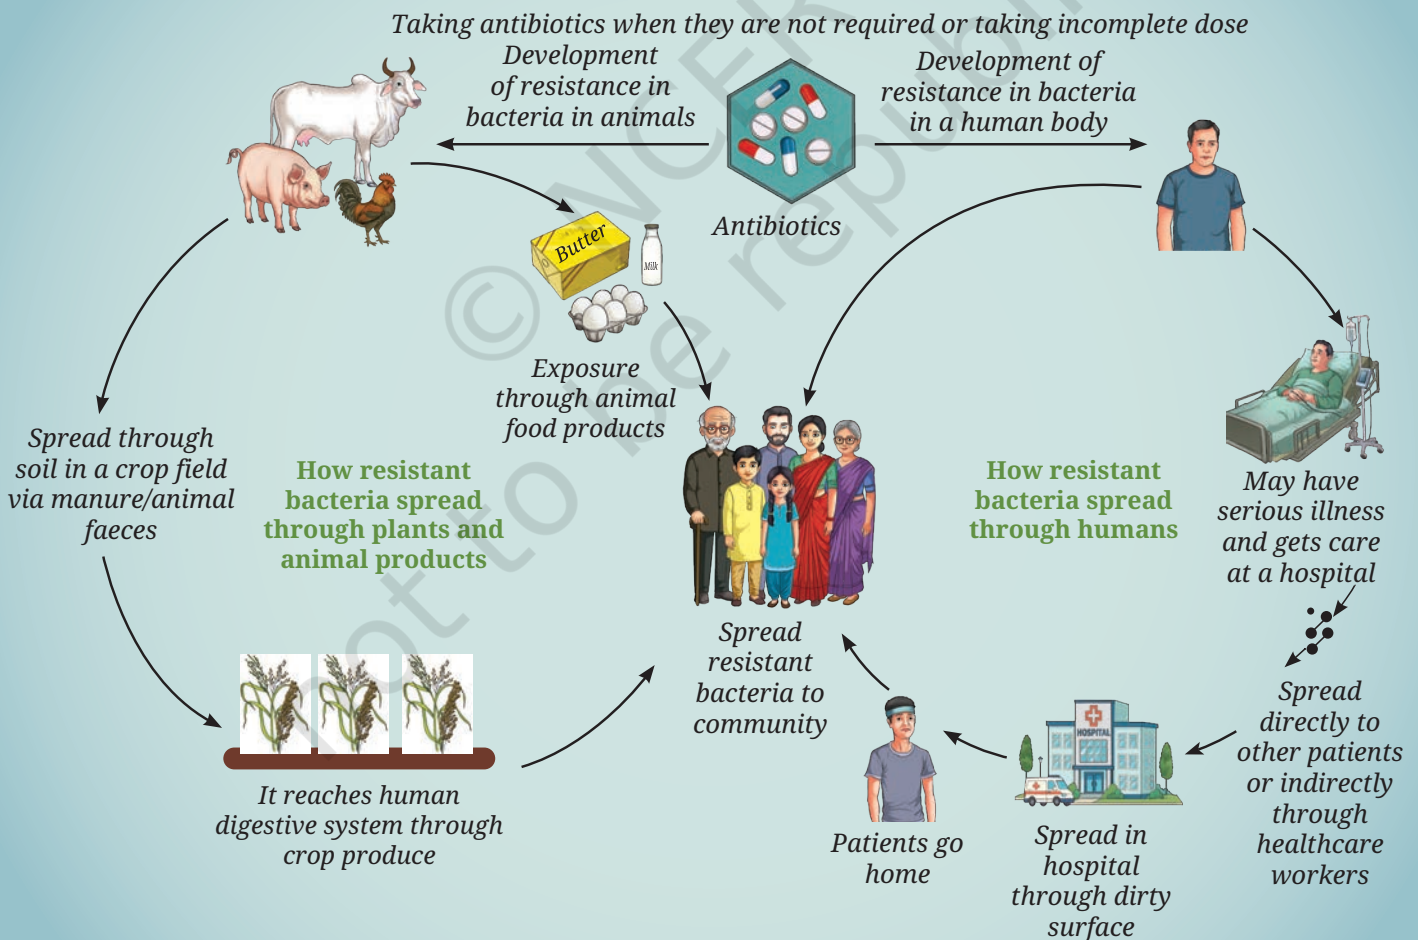 Taking antibiotics when they are not required or taking incomplete dose
Development
of resistance in
bacteria in animals
Development of
resistance in bacteria
in a human body
Antibiotics
Butter
Milk
Exposure
through animal
food products
Spread through
soil in a crop field
via manure/animal
faeces
How resistant
bacteria spread
through plants and
animal products
How resistant
bacteria spread
through humans
May have
serious illness
and gets care
at a hospital
Spread
resistant
bacteria to
community
Spread
directly to
other patients
or indirectly
through
healthcare
workers
HOSPITAL
It reaches human
digestive system through
crop produce
Patients go
home
Spread in
hospital
through dirty
surface
© NCER
not to be republi